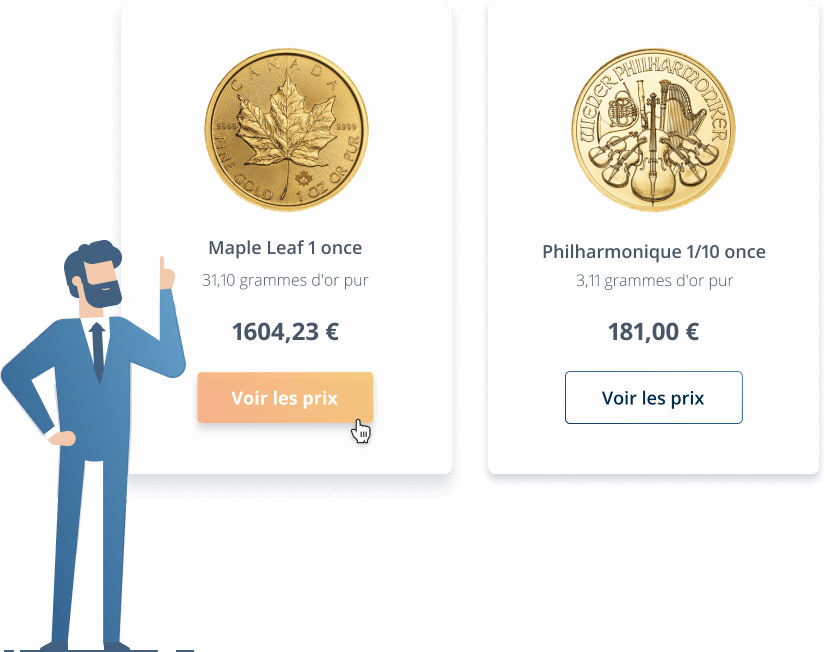 CANADA
9999 9999
FINE GOLD 1 OZ OR PUR
Maple Leaf 1 once
31,10 grammes d'or pur
1604,23 €
Voir les prix
WIENER PHILHARMONIKER
Philharmonique 1/10 once
3,11 grammes d'or pur
181,00 €
Voir les prix